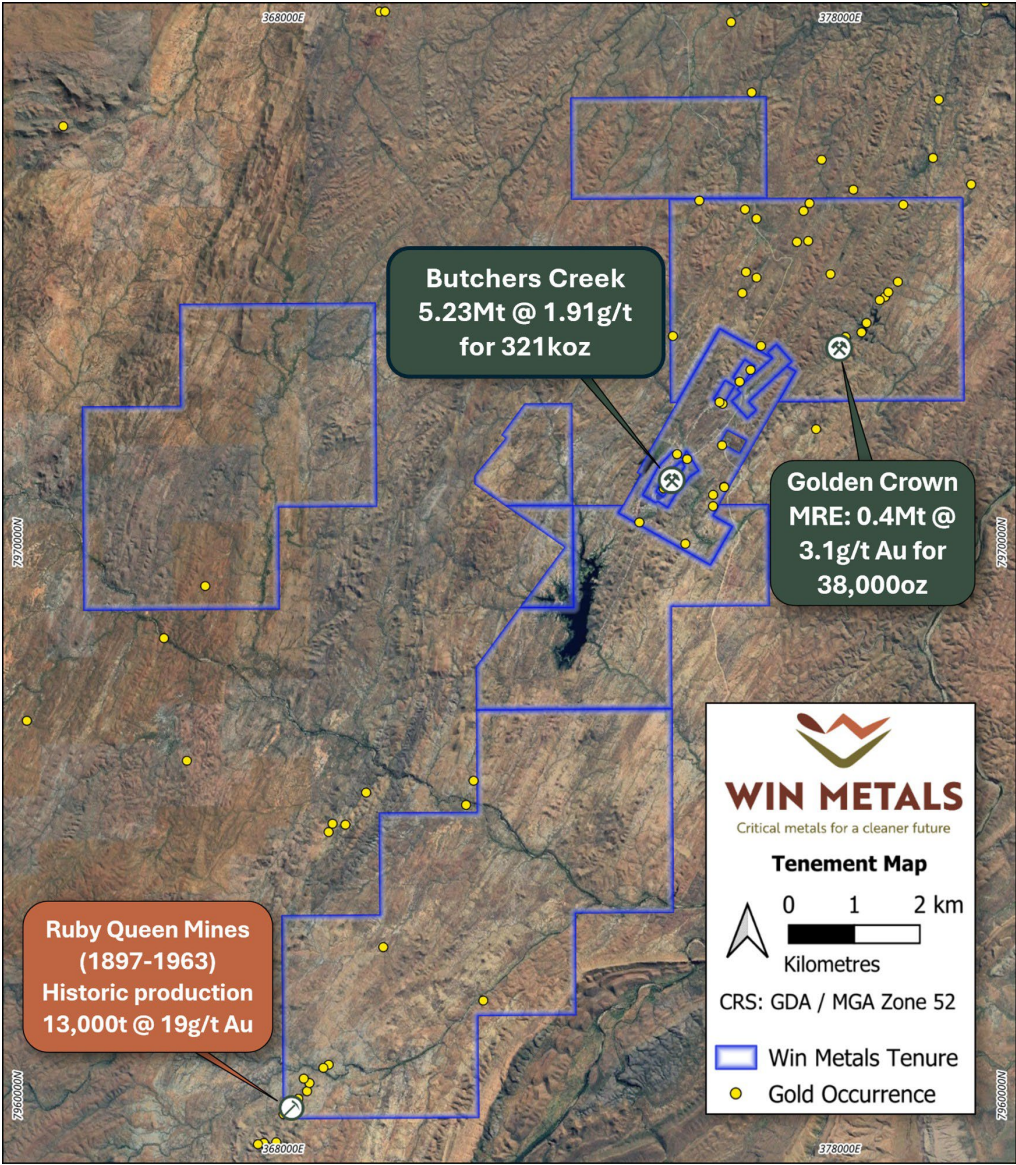 368000E
378000E
Butchers Creek
5.23Mt @ 1.91g/t
for 321koz
Golden Crown
MRE: 0.4Mt @
3.1g/t Au for
38,000oz
7970000N
7970000N
WIN METALS
Critical metals for a cleaner future
Tenement Map
0 1 2 km
Kilometres
CRS: GDA / MGA Zone 52
Win Metals Tenure
Gold Occurrence
Ruby Queen Mines
(1897-1963)
Historic production
13,000t @ 19g/t Au
7960000N
7960000N
368000E
378000E